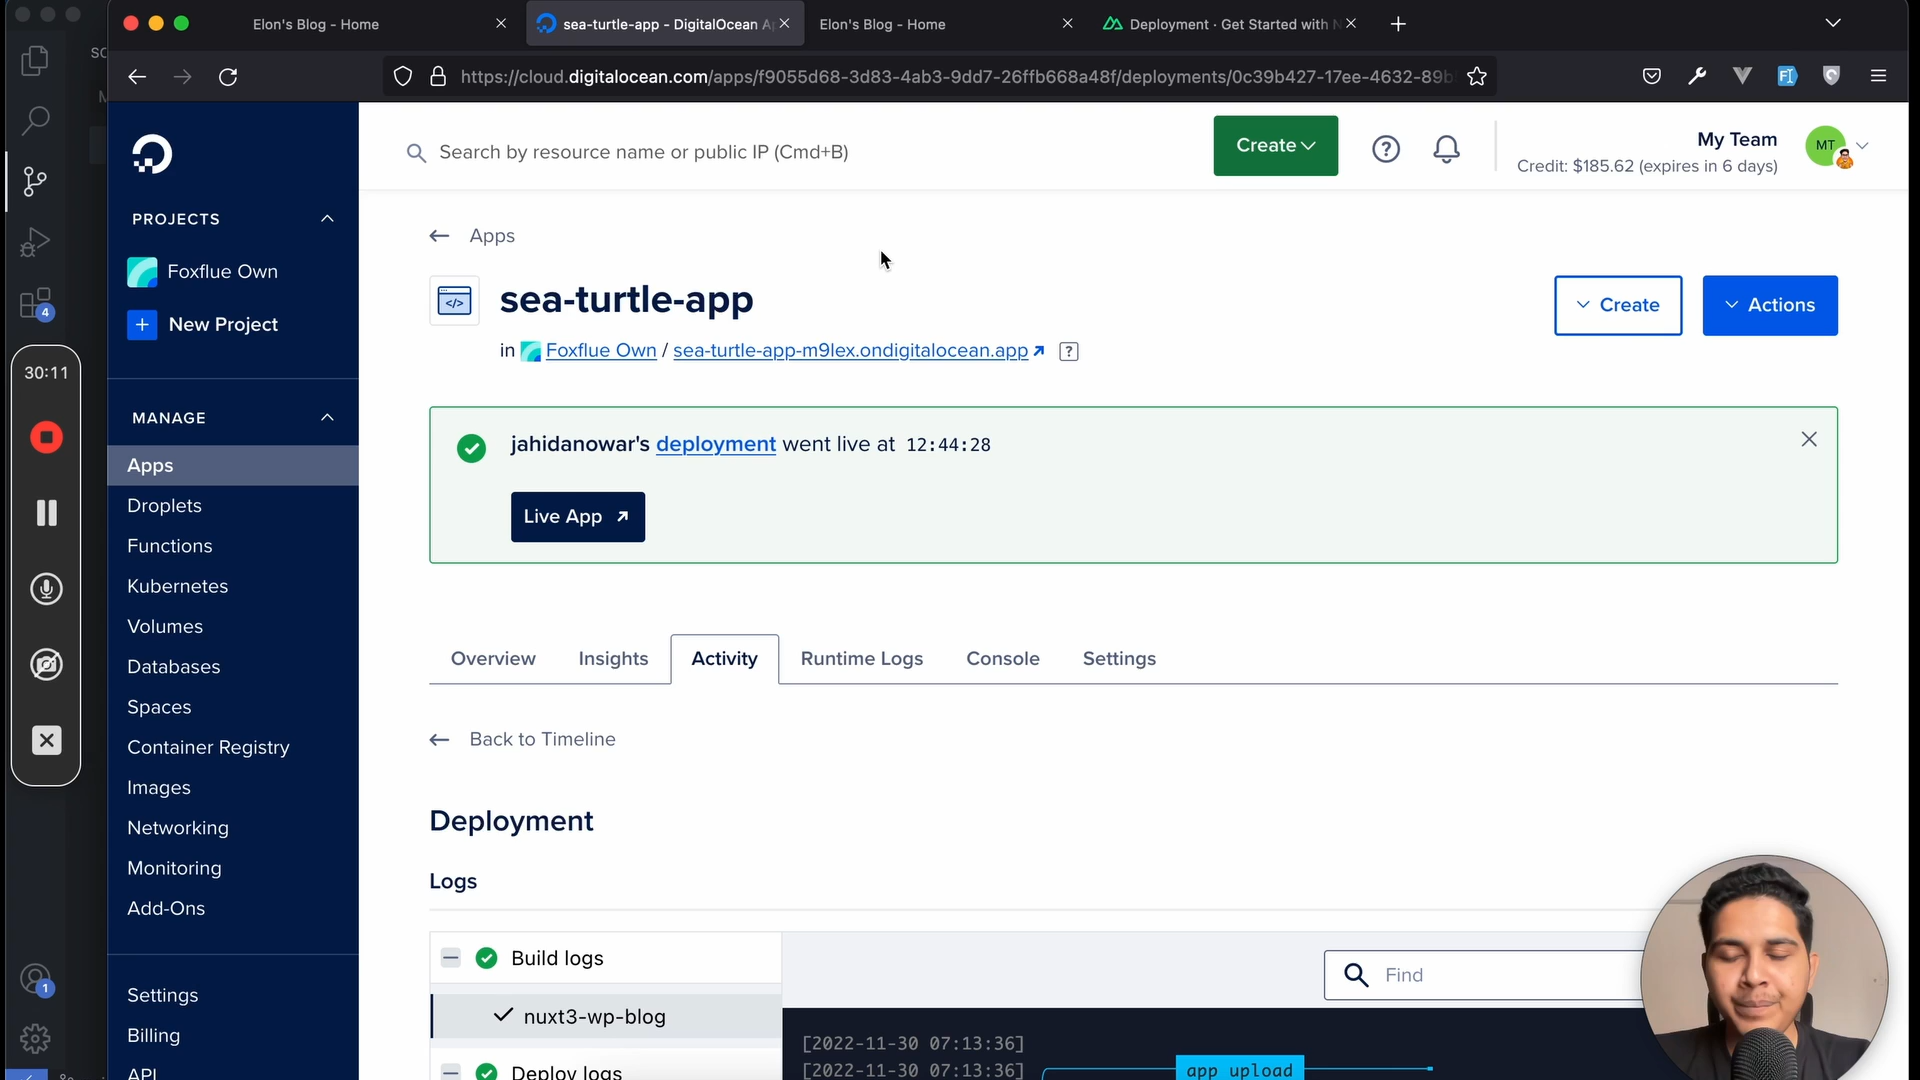 Elon's Blog - Home
sea-turtle-app - DigitalOcean A
Elon's Blog - Home
Deployment · Get Started with N
https://cloud.digitalocean.com/apps/f9055d68-3d83-4ab3-9dd7-26ffb668a48f/deployments/0c39b427-17ee-4632-89b
SC
Search by resource name or public IP (Cmd+B)
Create
My Team
Credit: $185.62 (expires in 6 days)
MT
PROJECTS
Foxflue Own
New Project
MANAGE
Apps
Droplets
Functions
Kubernetes
Volumes
Databases
Spaces
Container Registry
Images
Networking
Monitoring
Add-Ons
Settings
Billing
API
4
30:11
1
Apps
sea-turtle-app
in Foxflue Own / sea-turtle-app-m9lex.ondigitalocean.app ?
Create
Actions
jahidanowar's deployment went live at 12:44:28
Live App
Overview
Insights
Activity
Runtime Logs
Console
Settings
Back to Timeline
Deployment
Logs
Build logs
nuxt3-wp-blog
Deploy logs
Find
[2022-11-30 07:13:36]
[2022-11-30 07:13:36] app upload